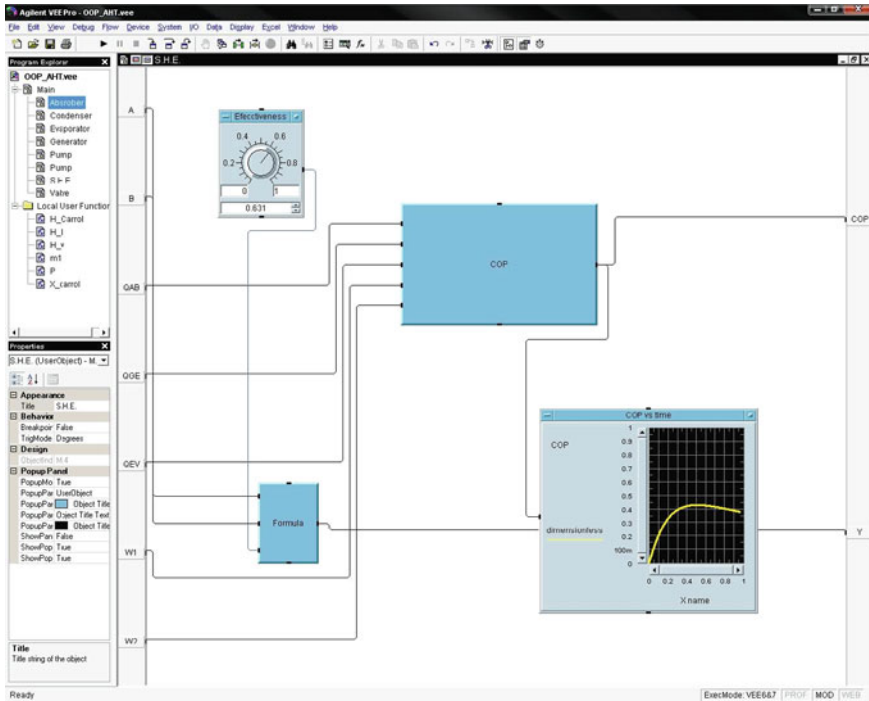 Agilent VEE Pro - OOP_AHT.vee
File Edit View Debug Flow Device System I/O Data Display Excel Window Help
Program Explorer
OOP_AHT.vee
Main
Absrober
Condenser
Evaporator
Generator
Pump
Pump
S.H.E.
Valve
Local User Function
H_Carrol
H_l
H_v
m1
P
X_carrol
Properties
S.H.E. (UserObject) - M.
Appearance
Title S.H.E.
Behavior
Breakpoir False
TrigMode Degrees
Design
ObjectInd M.4
Popup Panel
PopupMo True
PopupPar UserObject
PopupPar Object Title
PopupPar Object Title Text
PopupPar Object Title
ShowPan False
ShowPop True
ShowPop True
Title
Title string of the object
Ready
S.H.E.
A
B
QAB
QGE
QEV
W1
W2
Efecctiveness
0.4 0.6
0.2 0.8
0 1
0.631
COP
Formula
COP
Y
COP vs time
COP
dimensionless
1
0.9
0.8
0.7
0.6
0.5
0.4
0.3
0.2
100m
0
0 0.2 0.4 0.6 0.8 1
X name
ExecMode: VEE6&7 PROF MOD WEB